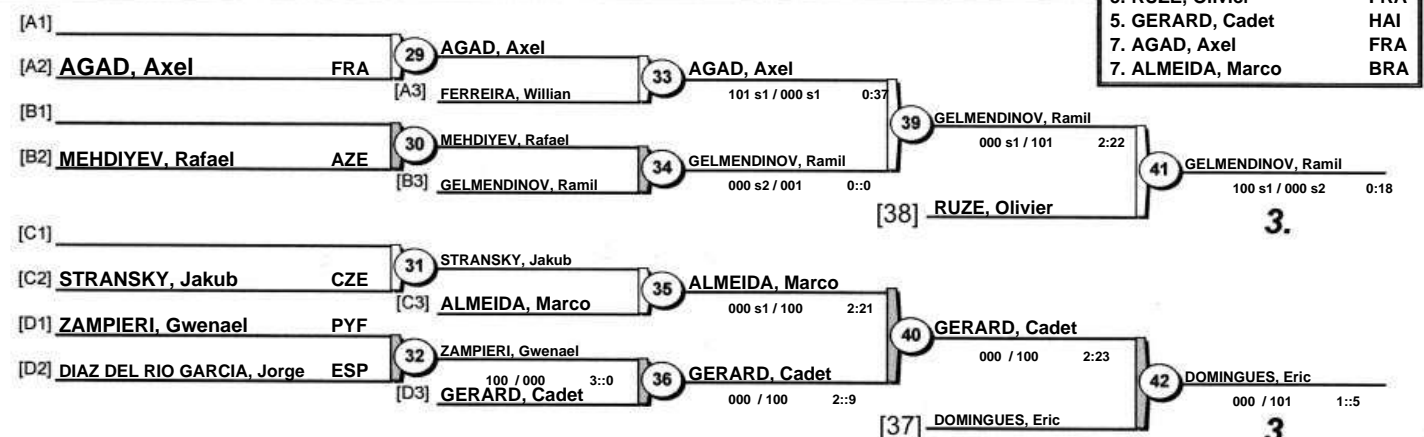 5. RUZE, Olivier FRA
5. GERARD, Cadet HAI
7. AGAD, Axel FRA
7. ALMEIDA, Marco BRA
[A1]
[A2] AGAD, Axel FRA
29
AGAD, Axel
[A3] FERREIRA, Willian
33
AGAD, Axel
101 s1 / 000 s1 0:37
[B1]
[B2] MEHDIYEV, Rafael AZE
30
MEHDIYEV, Rafael
[B3] GELMENDINOV, Ramil
34
GELMENDINOV, Ramil
000 s2 / 001 0::0
39
GELMENDINOV, Ramil
000 s1 / 101 2:22
[38] RUZE, Olivier
41
GELMENDINOV, Ramil
100 s1 / 000 s2 0:18
3.
[C1]
[C2] STRANSKY, Jakub CZE
31
STRANSKY, Jakub
[C3] ALMEIDA, Marco
35
ALMEIDA, Marco
000 s1 / 100 2:21
[D1] ZAMPIERI, Gwenael PYF
[D2] DIAZ DEL RIO GARCIA, Jorge ESP
32
ZAMPIERI, Gwenael
100 / 000 3::0
[D3] GERARD, Cadet
36
GERARD, Cadet
000 / 100 2::9
40
GERARD, Cadet
000 / 100 2:23
[37] DOMINGUES, Eric
42
DOMINGUES, Eric
000 / 101 1::5
3